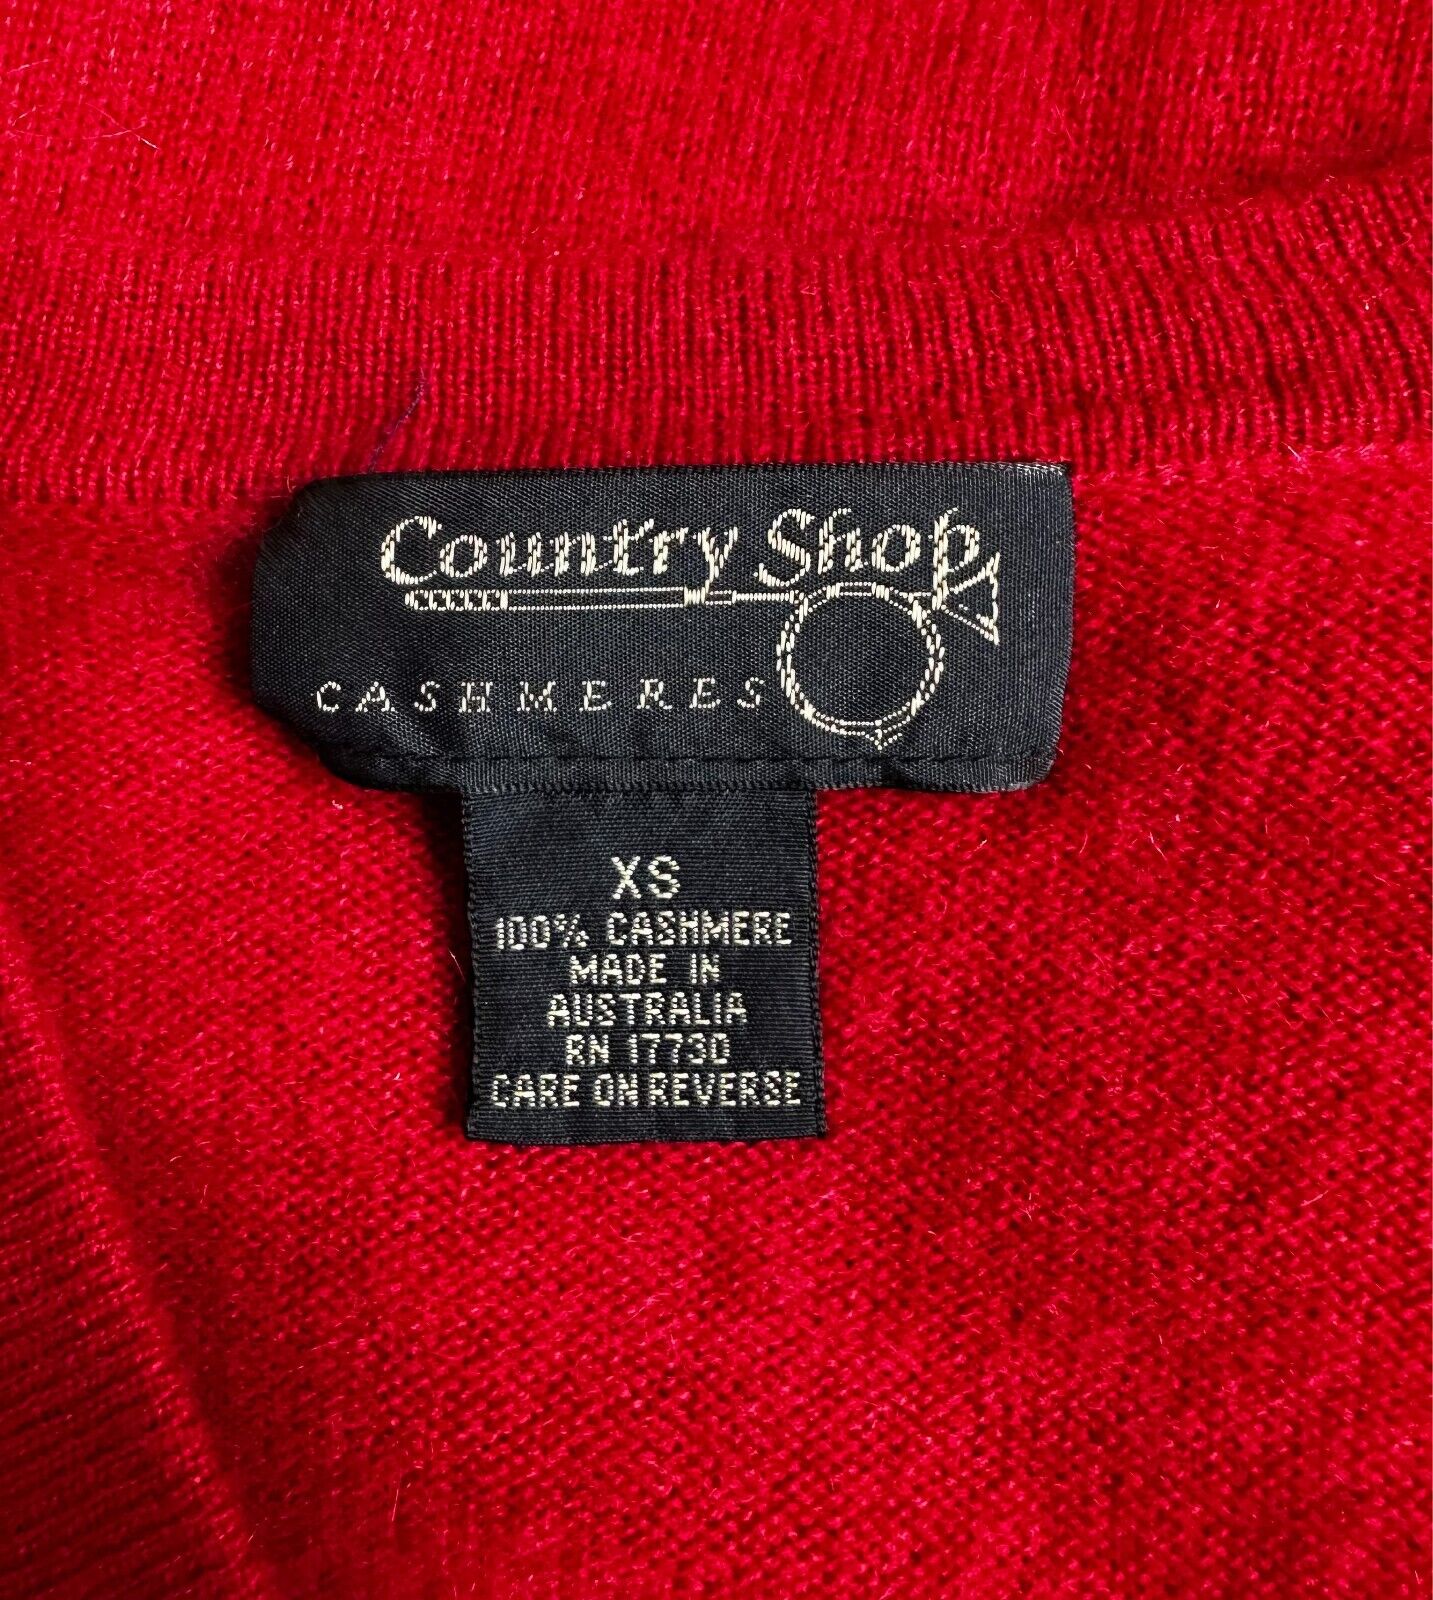 Country Shop
CASHMERES
XS
100% CASHMERE
MADE IN
AUSTRALIA
RN 17730
CARE ON REVERSE